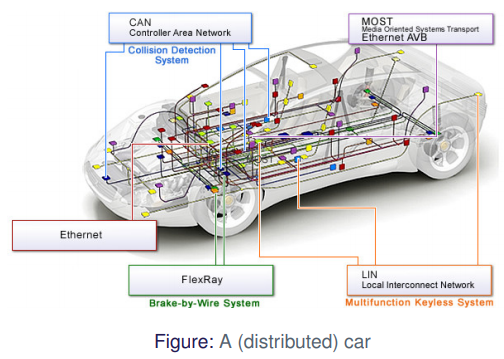 CAN
Controller Area Network
Collision Detection
System
MOST
Media Oriented Systems Transport
Ethernet AVB
MOST
Ethernet
FlexRay
Brake-by-Wire System
LIN
Local Interconnect Network
Multifunction Keyless System
Figure: A (distributed) car